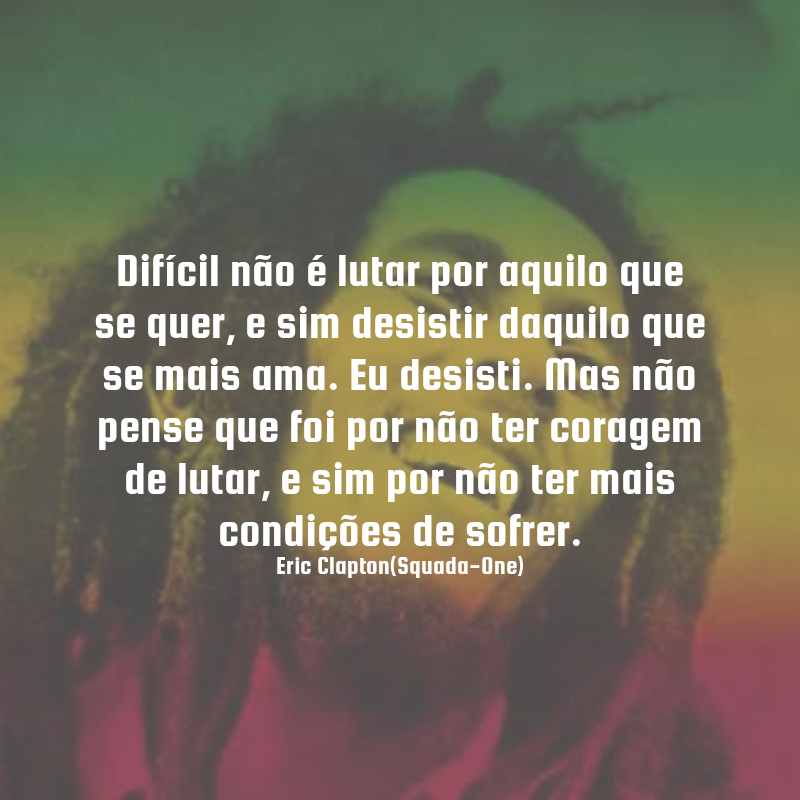 Difícil não é lutar por aquilo que
se quer, e sim desistir daquilo que
se mais ama. Eu desisti. Mas não
pense que foi por não ter coragem
de lutar, e sim por não ter mais
condições de sofrer.
Eric Clapton(Squada-One)